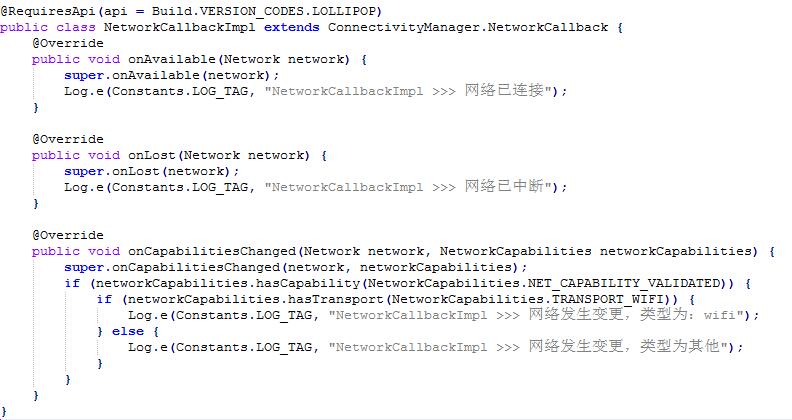 @RequiresApi(api = Build.VERSION_CODES.LOLLIPOP)
public class NetworkCallbackImpl extends ConnectivityManager.NetworkCallback {
    @Override
    public void onAvailable(Network network) {
        super.onAvailable(network);
        Log.e(Constants.LOG_TAG, "NetworkCallbackImpl >>> 网络已连接");
    }

    @Override
    public void onLost(Network network) {
        super.onLost(network);
        Log.e(Constants.LOG_TAG, "NetworkCallbackImpl >>> 网络已中断");
    }

    @Override
    public void onCapabilitiesChanged(Network network, NetworkCapabilities networkCapabilities) {
        super.onCapabilitiesChanged(network, networkCapabilities);
        if (networkCapabilities.hasCapability(NetworkCapabilities.NET_CAPABILITY_VALIDATED)) {
            if (networkCapabilities.hasTransport(NetworkCapabilities.TRANSPORT_WIFI)) {
                Log.e(Constants.LOG_TAG, "NetworkCallbackImpl >>> 网络发生变更，类型为：wifi");
            } else {
                Log.e(Constants.LOG_TAG, "NetworkCallbackImpl >>> 网络发生变更，类型为其他");
            }
        }
    }
}